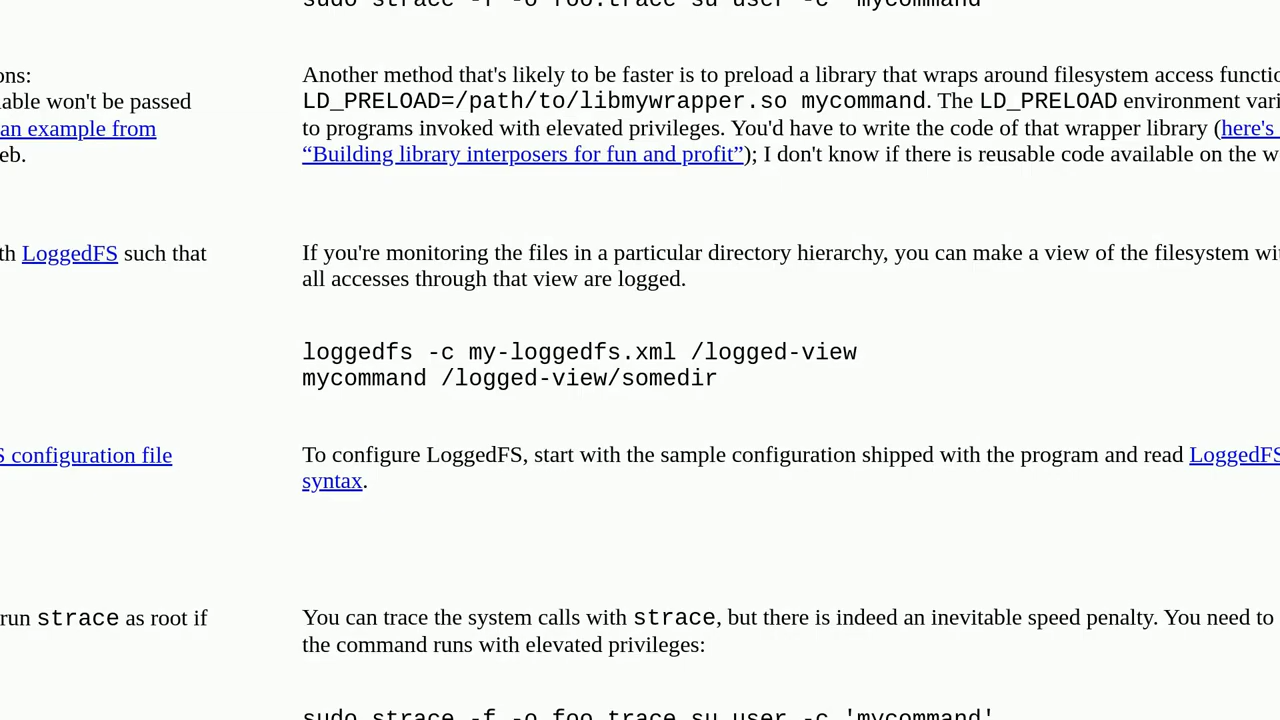 ons:
iable won't be passed
an example from
eb.
th LoggedFS such that
S configuration file
run strace as root if
sudo strace -f -o foo.trace su user -c 'mycommand'
Another method that's likely to be faster is to preload a library that wraps around filesystem access functio
LD_PRELOAD=/path/to/libmywrapper.so mycommand. The LD_PRELOAD environment vari
to programs invoked with elevated privileges. You'd have to write the code of that wrapper library (here's
“Building library interposers for fun and profit”); I don't know if there is reusable code available on the w
If you're monitoring the files in a particular directory hierarchy, you can make a view of the filesystem wit
all accesses through that view are logged.
loggedfs -c my-loggedfs.xml /logged-view
mycommand /logged-view/somedir
To configure LoggedFS, start with the sample configuration shipped with the program and read LoggedFS
syntax.
You can trace the system calls with strace, but there is indeed an inevitable speed penalty. You need to
the command runs with elevated privileges:
sudo strace -f -o foo.trace su user -c 'mycommand'